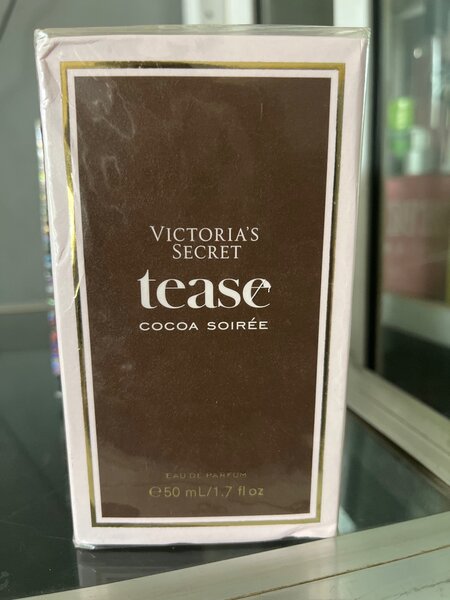 VICTORIA'S
SECRET
tease
COCOA SOIRÉE
EAU DE PARFUM
℮50 mL/1.7 fl oz